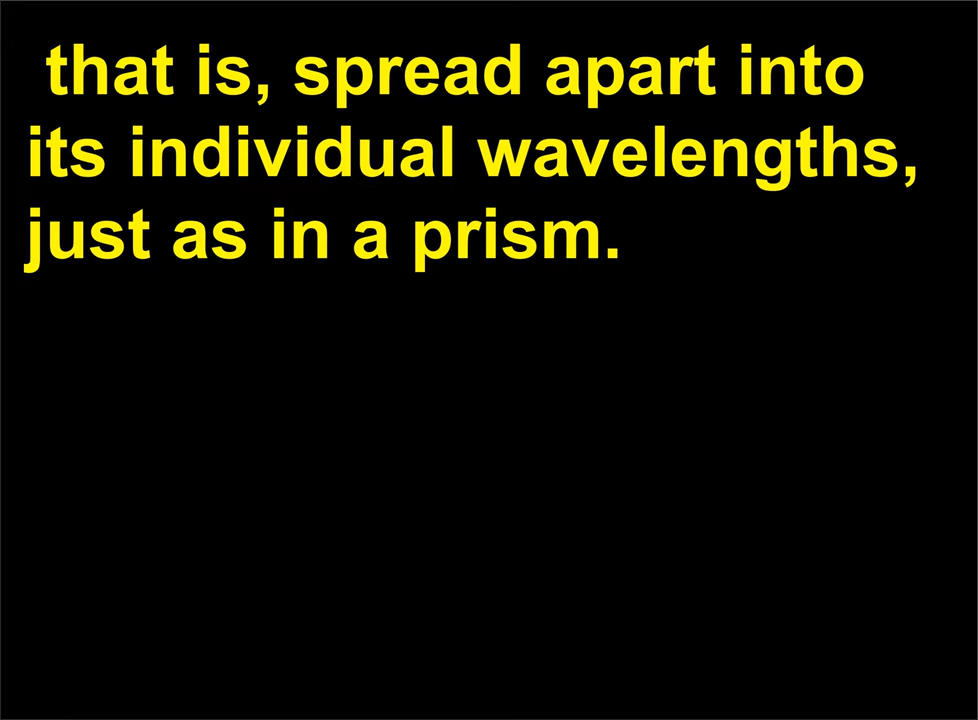 that is, spread apart into
its individual wavelengths,
just as in a prism.